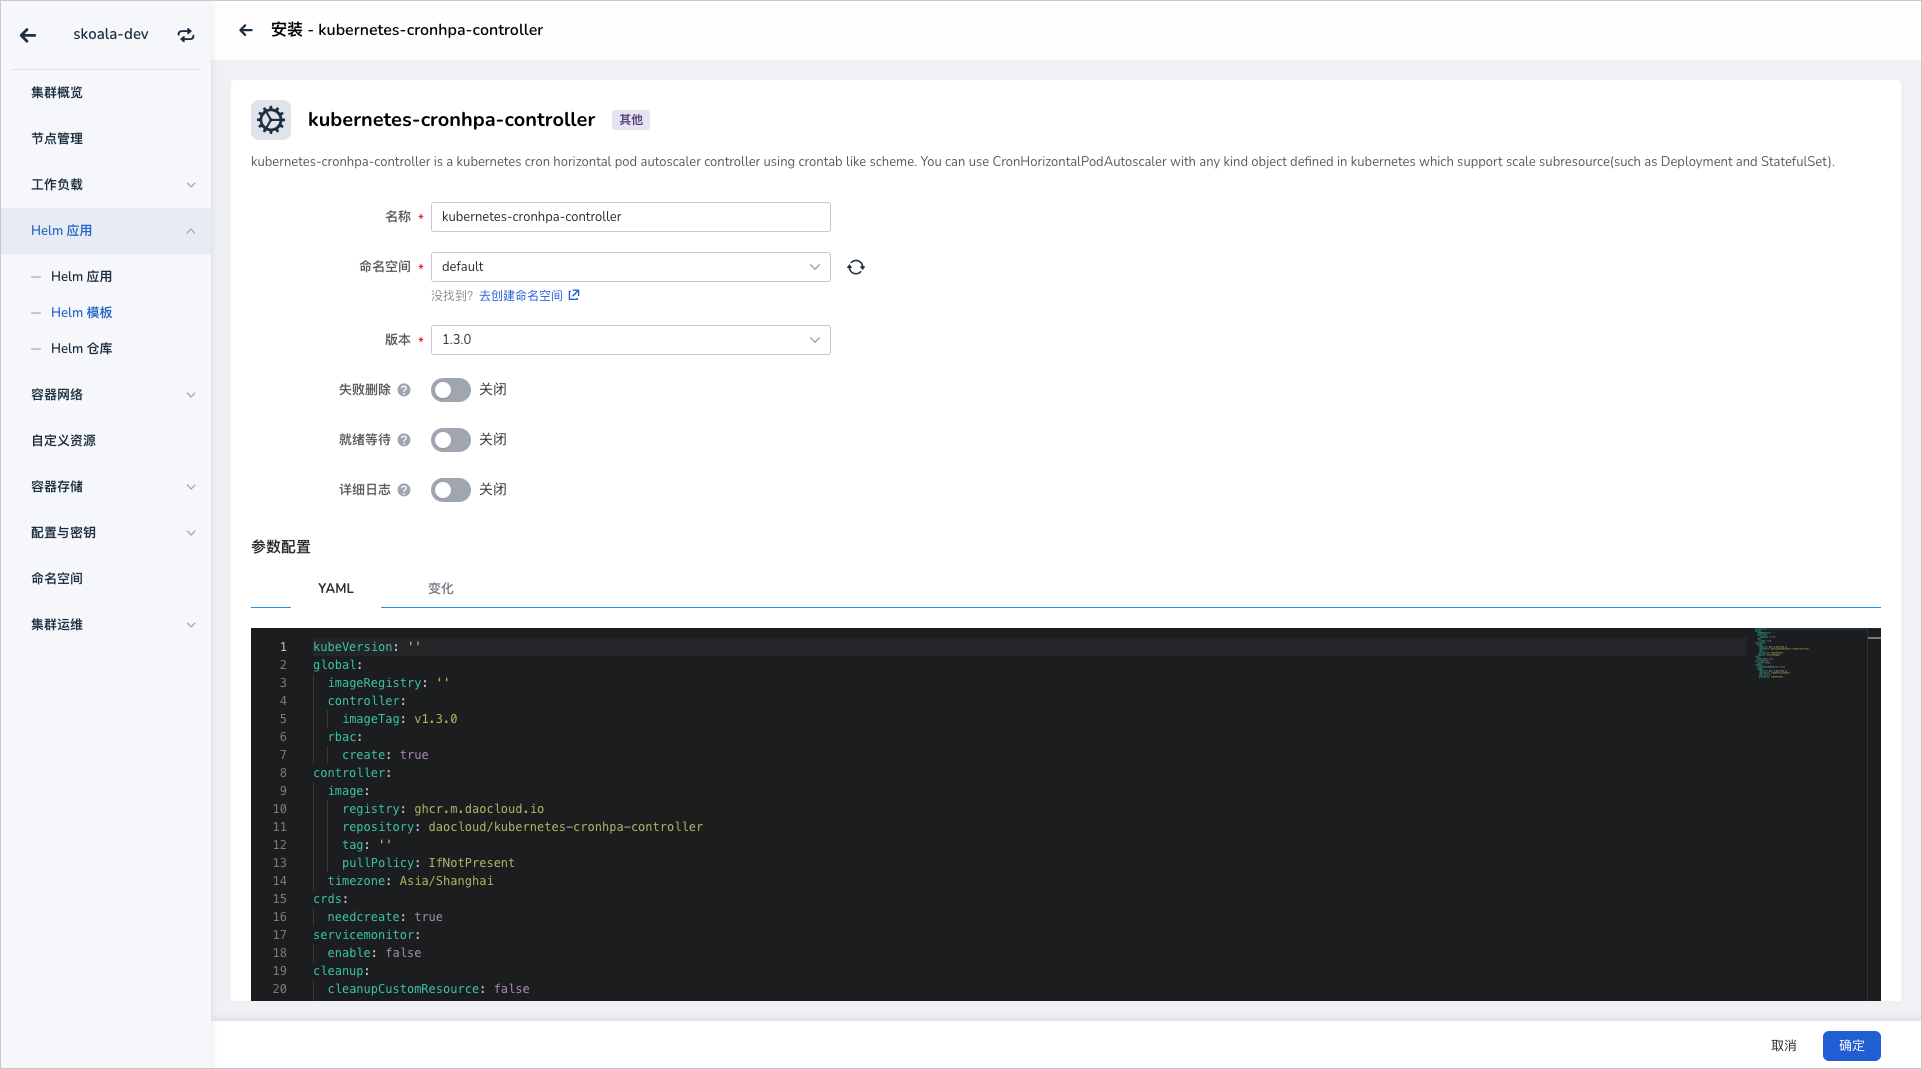 skoala-dev
集群概览
节点管理
工作负载
Helm 应用
Helm 应用
Helm 模板
Helm 仓库
容器网络
自定义资源
容器存储
配置与密钥
命名空间
集群运维
安装 - kubernetes-cronhpa-controller
kubernetes-cronhpa-controller 其他
kubernetes-cronhpa-controller is a kubernetes cron horizontal pod autoscaler controller using crontab like scheme. You can use CronHorizontalPodAutoscaler with any kind object defined in kubernetes which support scale subresource(such as Deployment and StatefulSet).
名称 * kubernetes-cronhpa-controller
命名空间 * default
没找到? 去创建命名空间
版本 * 1.3.0
失败删除 ? 关闭
就绪等待 ? 关闭
详细日志 ? 关闭
参数配置
YAML 变化
1 kubeVersion: ''
2 global:
3 imageRegistry: ''
4 controller:
5 imageTag: v1.3.0
6 rbac:
7 create: true
8 controller:
9 image:
10 registry: ghcr.m.daocloud.io
11 repository: daocloud/kubernetes-cronhpa-controller
12 tag: ''
13 pullPolicy: IfNotPresent
14 timezone: Asia/Shanghai
15 crds:
16 needcreate: true
17 servicemonitor:
18 enable: false
19 cleanup:
20 cleanupCustomResource: false
取消 确定